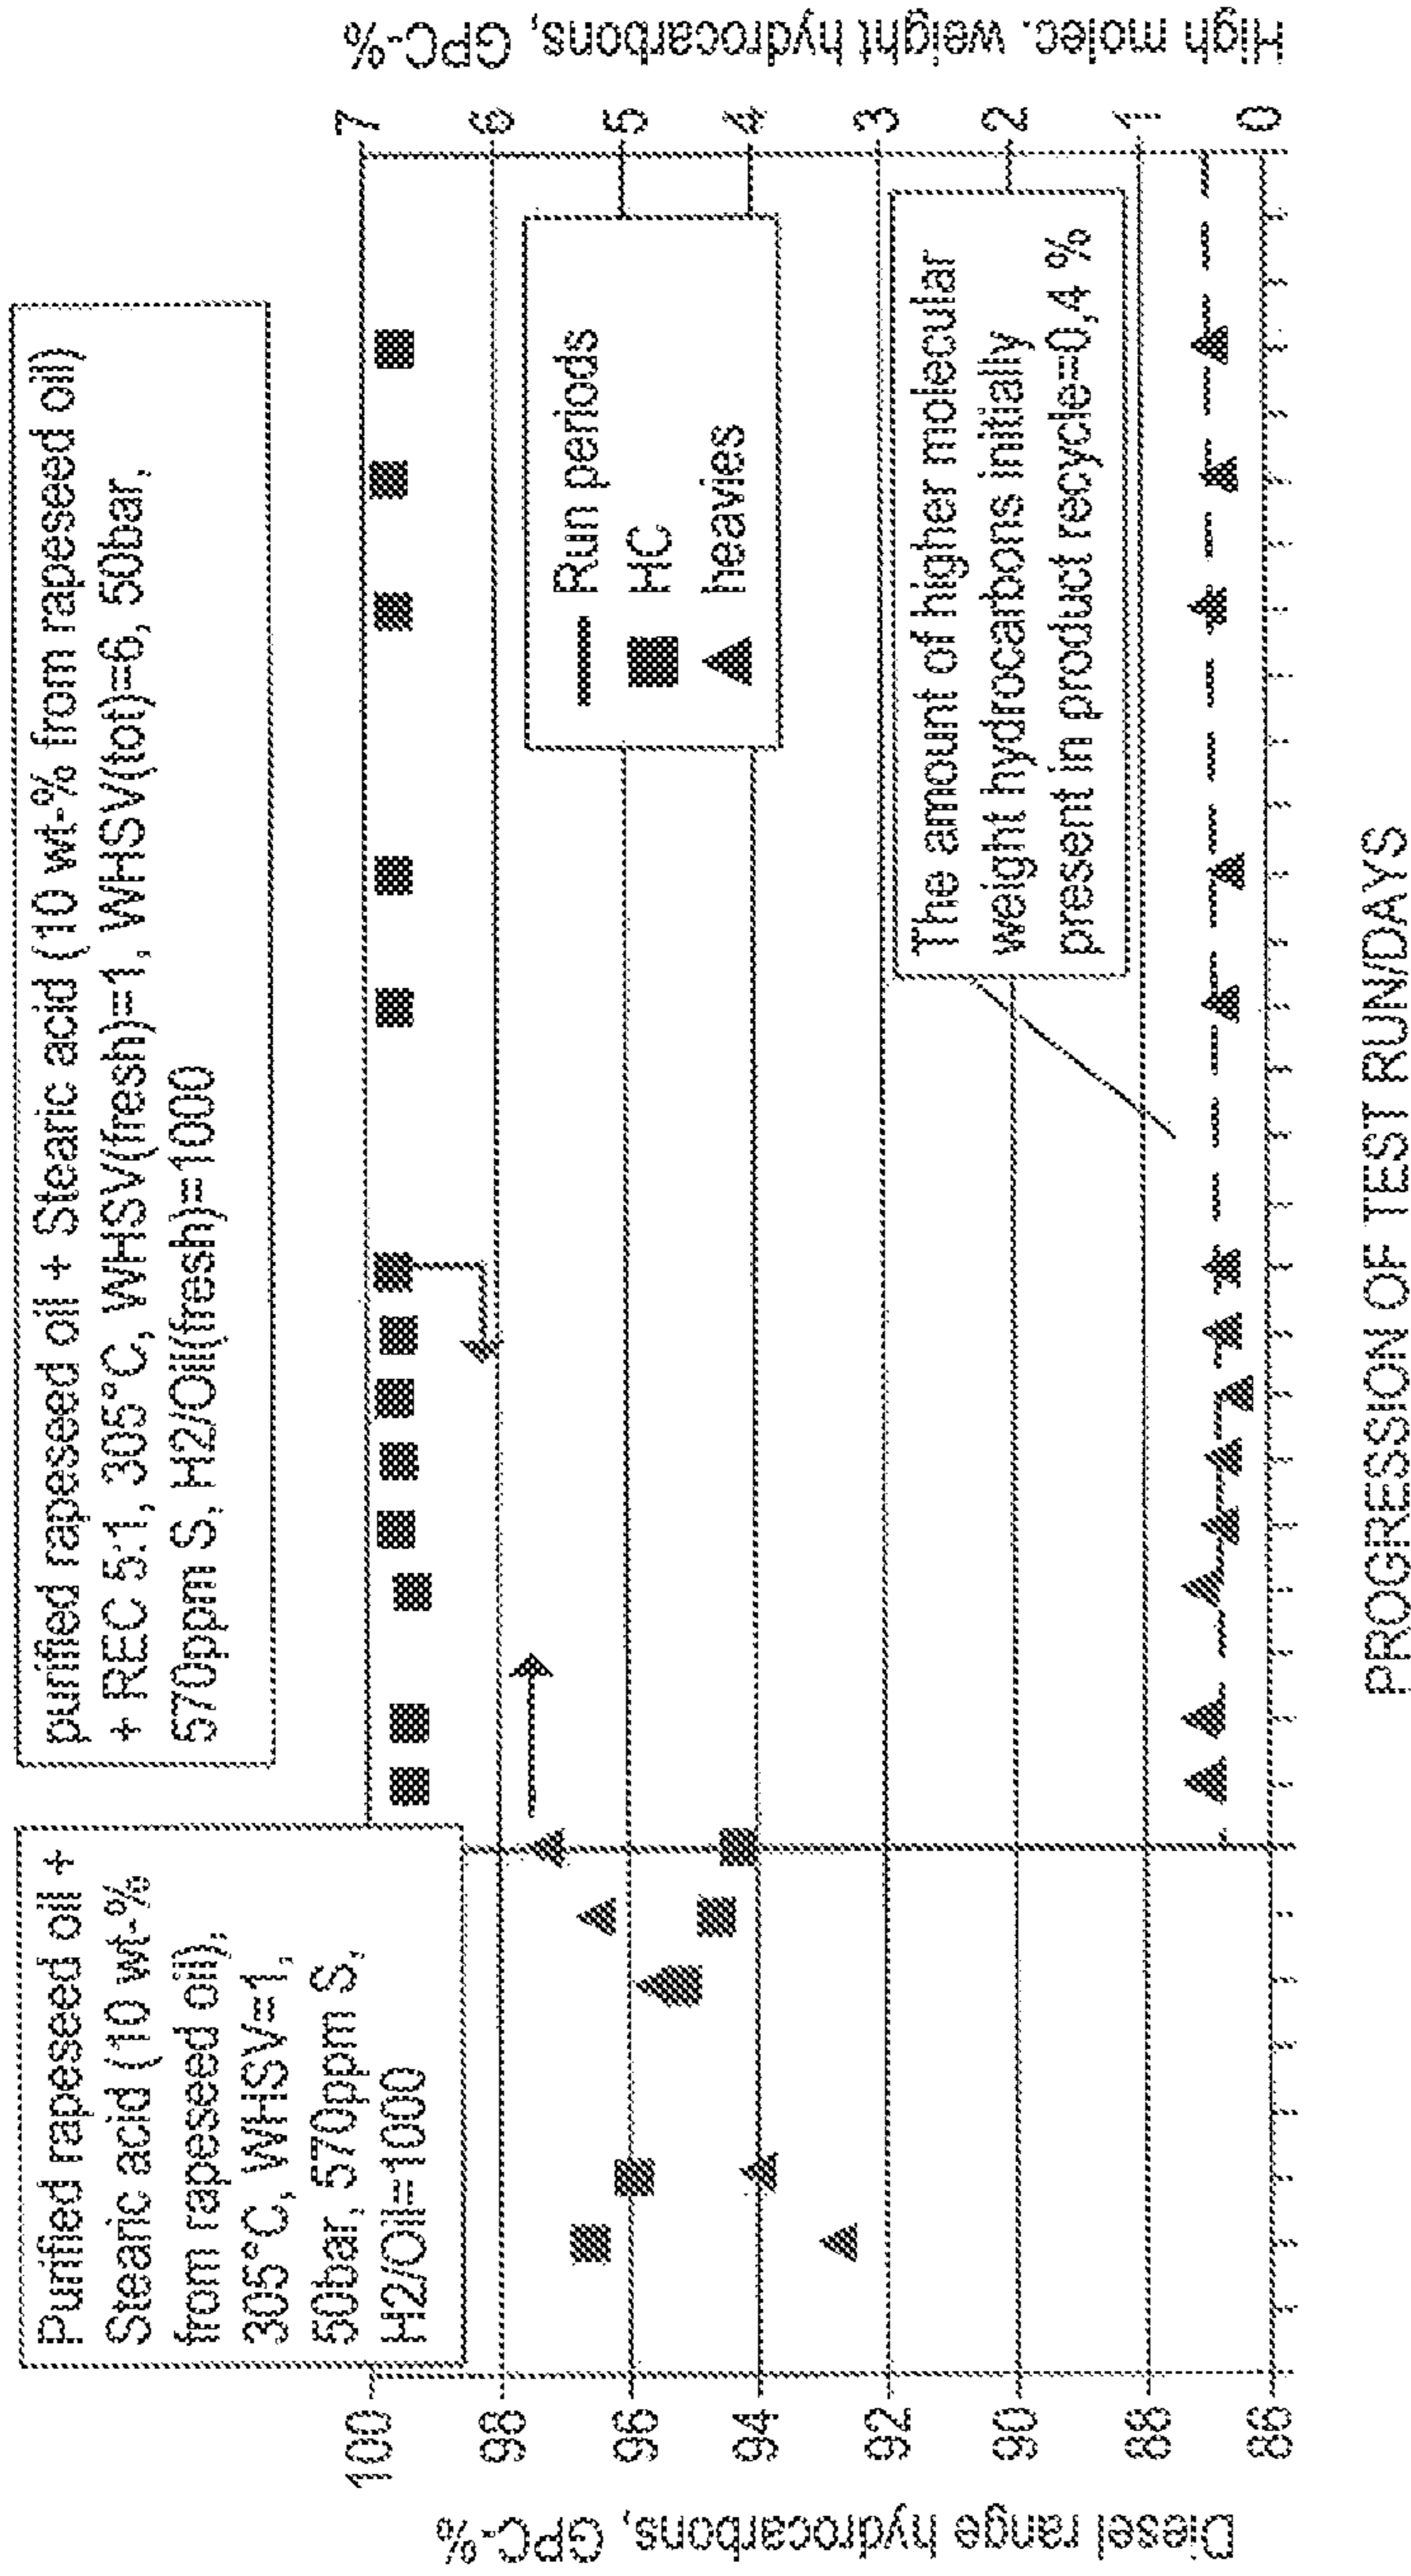 Purified rapeseed oil +
Stearic acid (10 wt-%
from rapeseed oil),
305°C, WHSV=1,
50bar, 570ppm S,
H2/Oil=1000
purified rapeseed oil + Stearic acid (10 wt-% from rapeseed oil)
+ REC 5:1, 305°C, WHSV(fresh)=1, WHSV(tot)=6, 50bar,
570ppm S, H2/Oil(fresh)=1000
Diesel range hydrocarbons, GPC-%
100
98
96
94
92
90
88
86
Run periods
HC
heavies
The amount of higher molecular
weight hydrocarbons initially
present in product recycle=0,4 %
7
6
5
4
3
2
1
0
High molec. weight hydrocarbons, GPC-%
PROGRESSION OF TEST RUN/DAYS